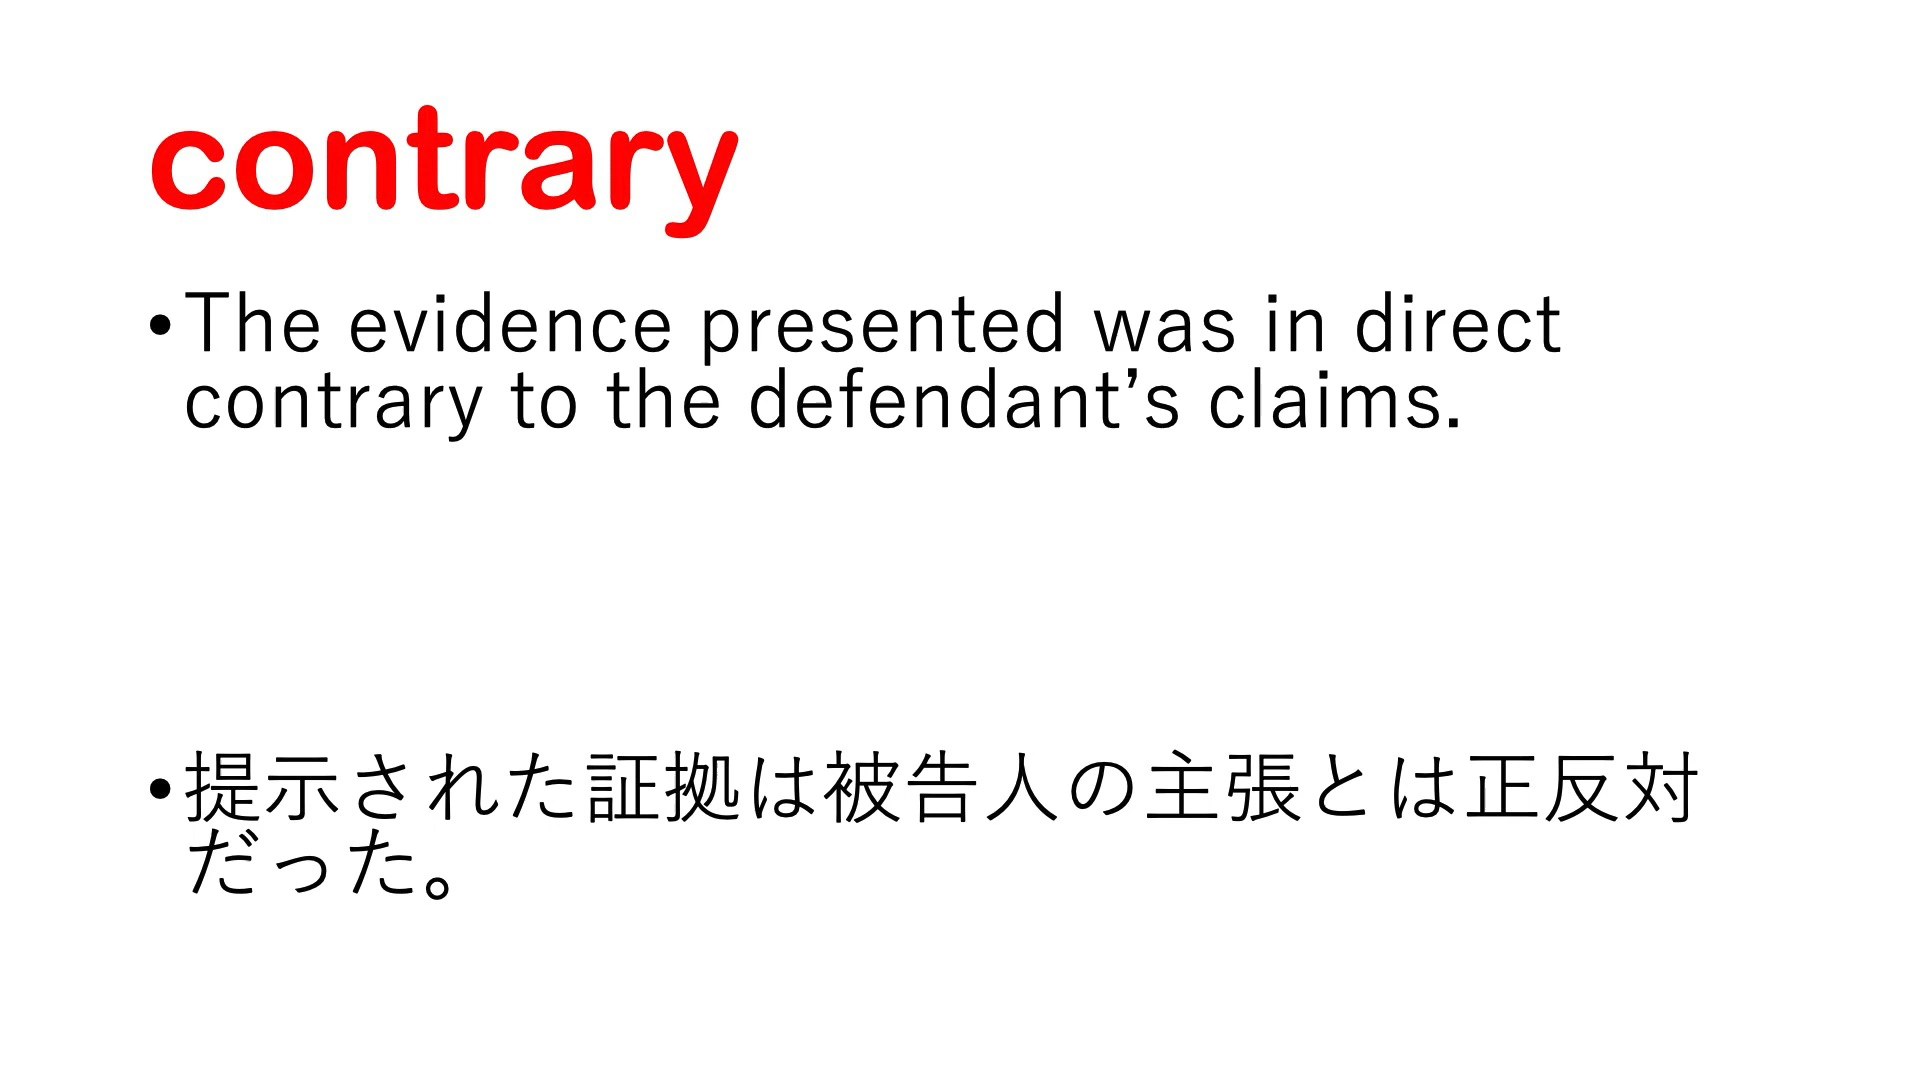 contrary
•The evidence presented was in direct
contrary to the defendant’s claims.
•提示された証拠は被告人の主張とは正反対
だった。